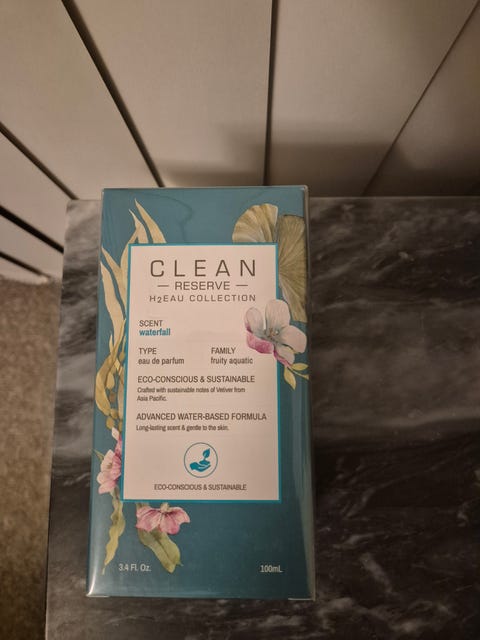 CLEAN
— RESERVE —
H₂EAU COLLECTION
SCENT
waterfall
TYPE FAMILY
eau de parfum fruity aquatic
ECO-CONSCIOUS & SUSTAINABLE
Crafted with sustainable notes of Vetiver from
Asia Pacific.
ADVANCED WATER-BASED FORMULA
Long-lasting scent & gentle to the skin.
ECO-CONSCIOUS & SUSTAINABLE
3.4 Fl. Oz. 100mL